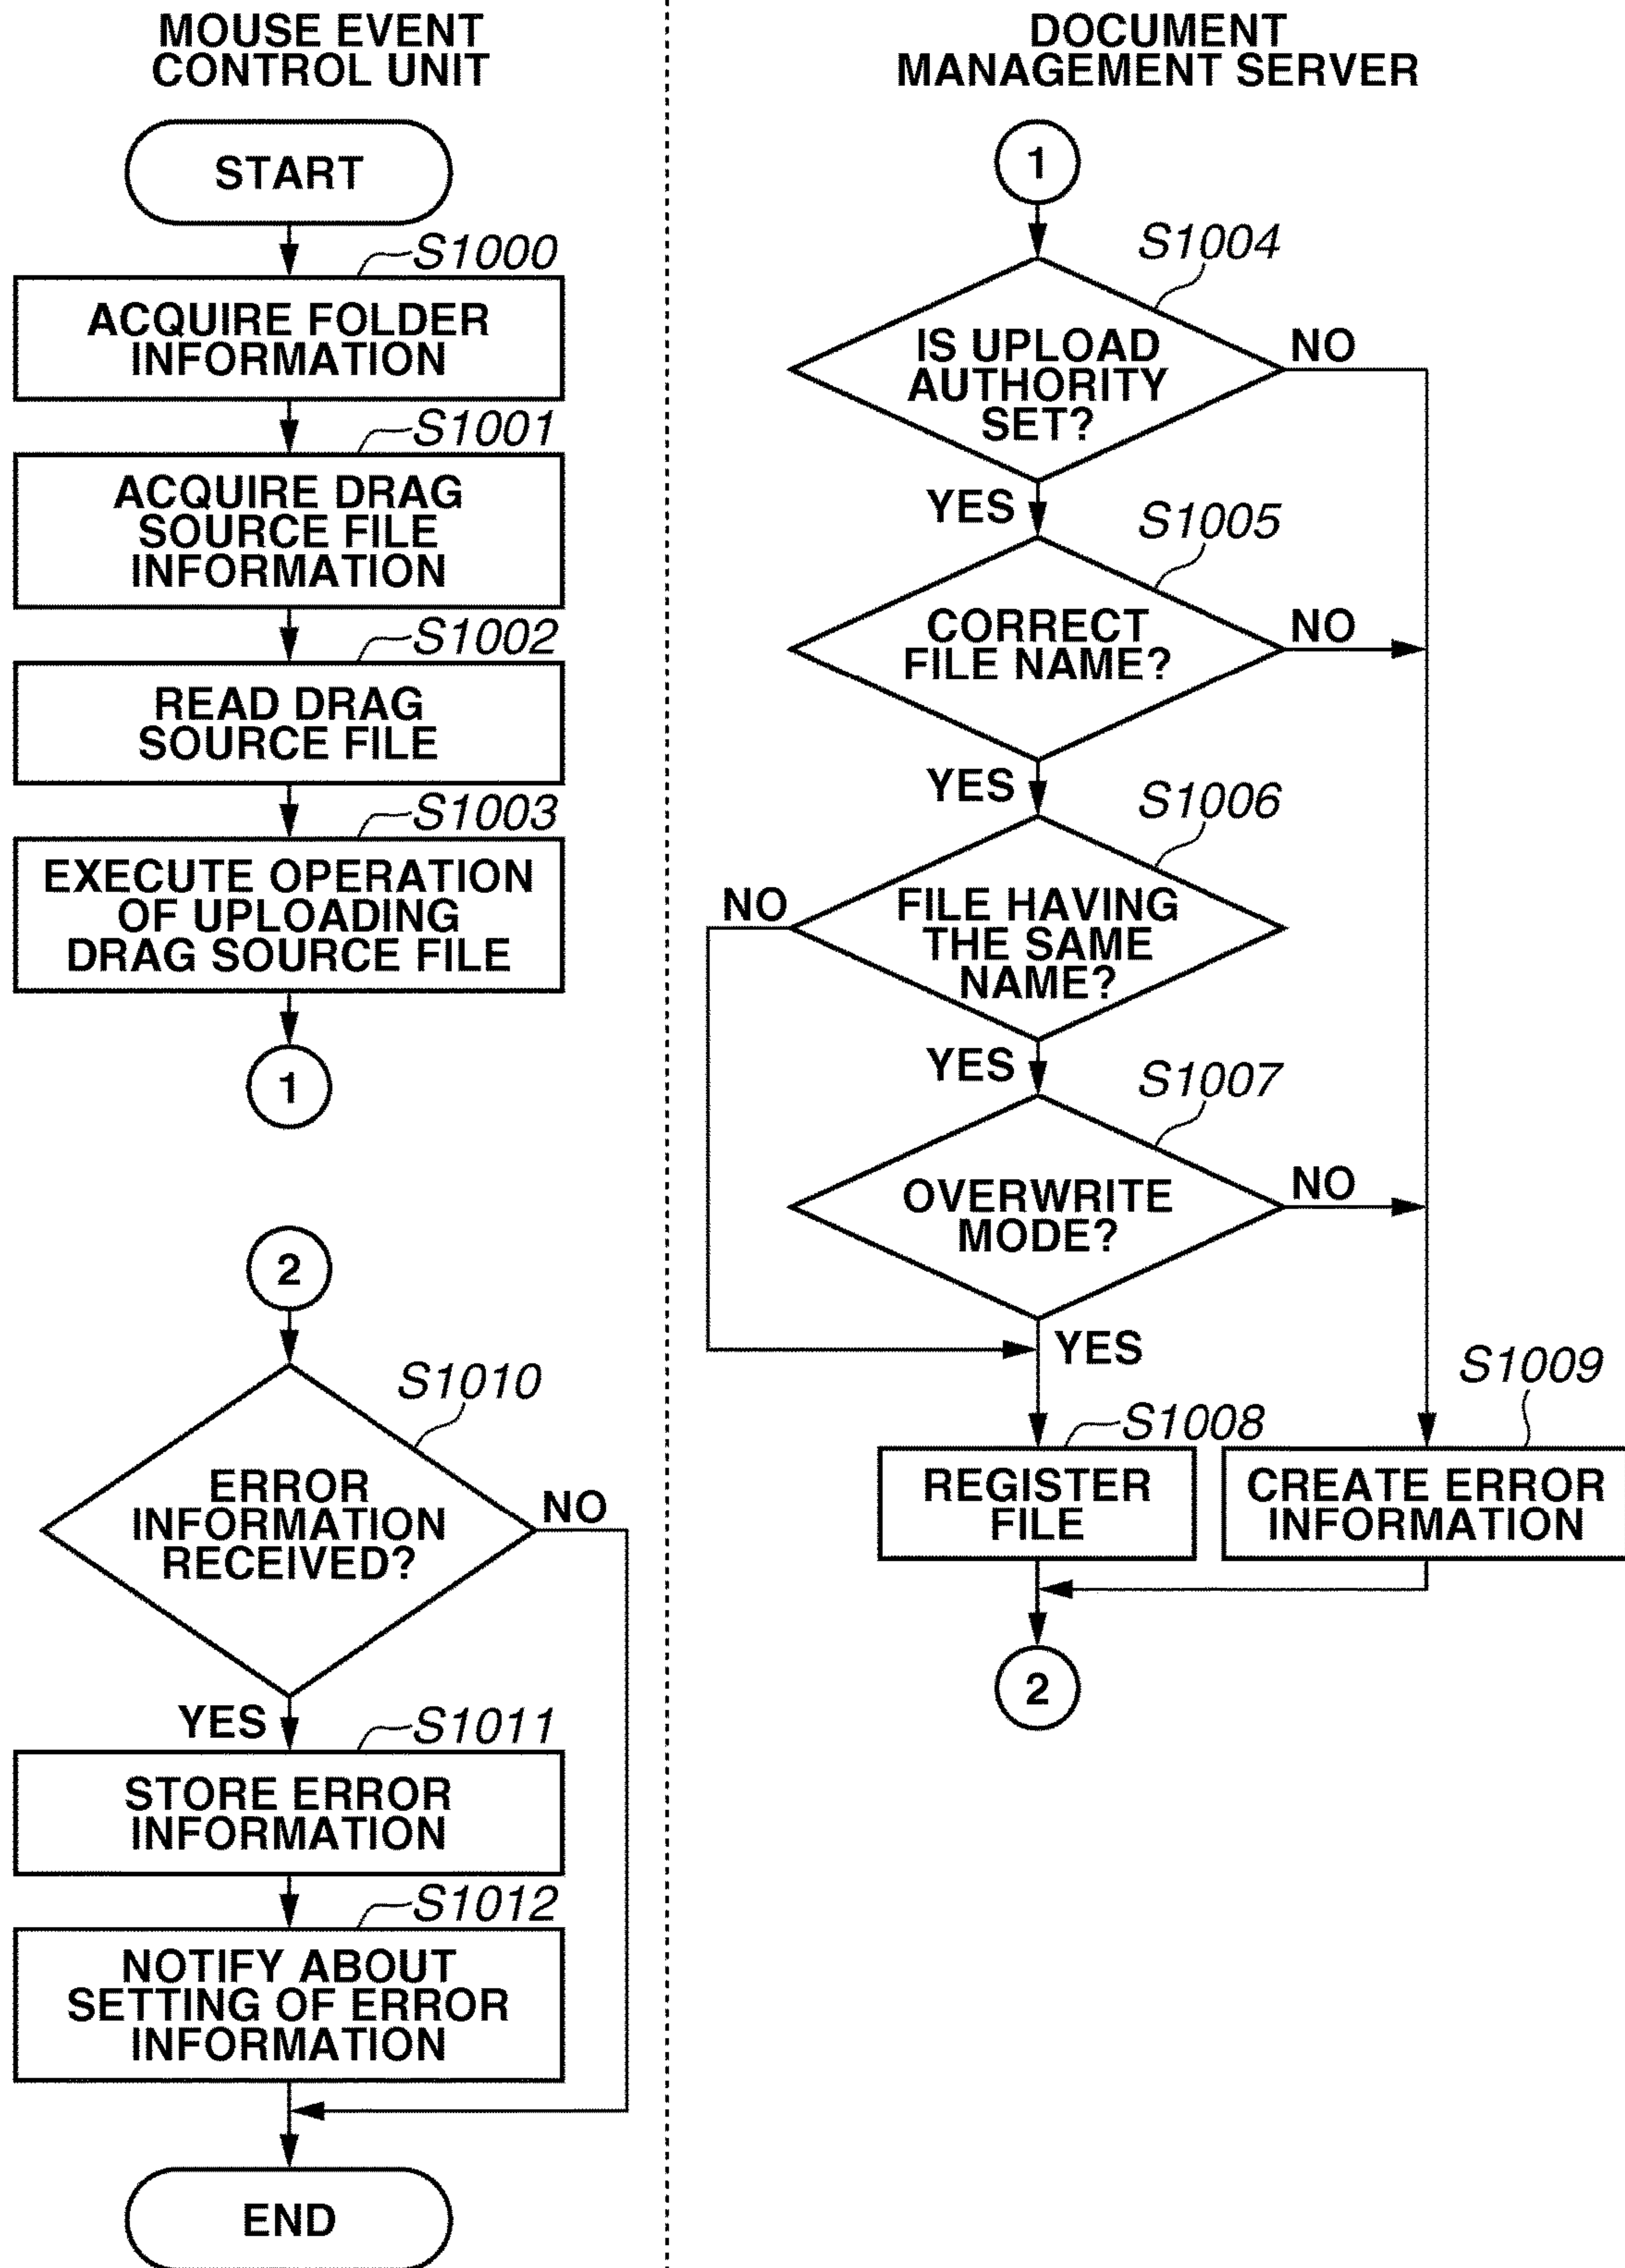 MOUSE EVENT
CONTROL UNIT
START
S1000
ACQUIRE FOLDER
INFORMATION
S1001
ACQUIRE DRAG
SOURCE FILE
INFORMATION
S1002
READ DRAG
SOURCE FILE
S1003
EXECUTE OPERATION
OF UPLOADING
DRAG SOURCE FILE
1
2
S1010
ERROR
INFORMATION
RECEIVED?
NO
YES
S1011
STORE ERROR
INFORMATION
S1012
NOTIFY ABOUT
SETTING OF ERROR
INFORMATION
END
DOCUMENT
MANAGEMENT SERVER
1
S1004
IS UPLOAD
AUTHORITY
SET?
NO
YES
S1005
CORRECT
FILE NAME?
NO
YES
S1006
FILE HAVING
THE SAME
NAME?
NO
YES
S1007
OVERWRITE
MODE?
NO
YES
S1008
REGISTER
FILE
S1009
CREATE ERROR
INFORMATION
2